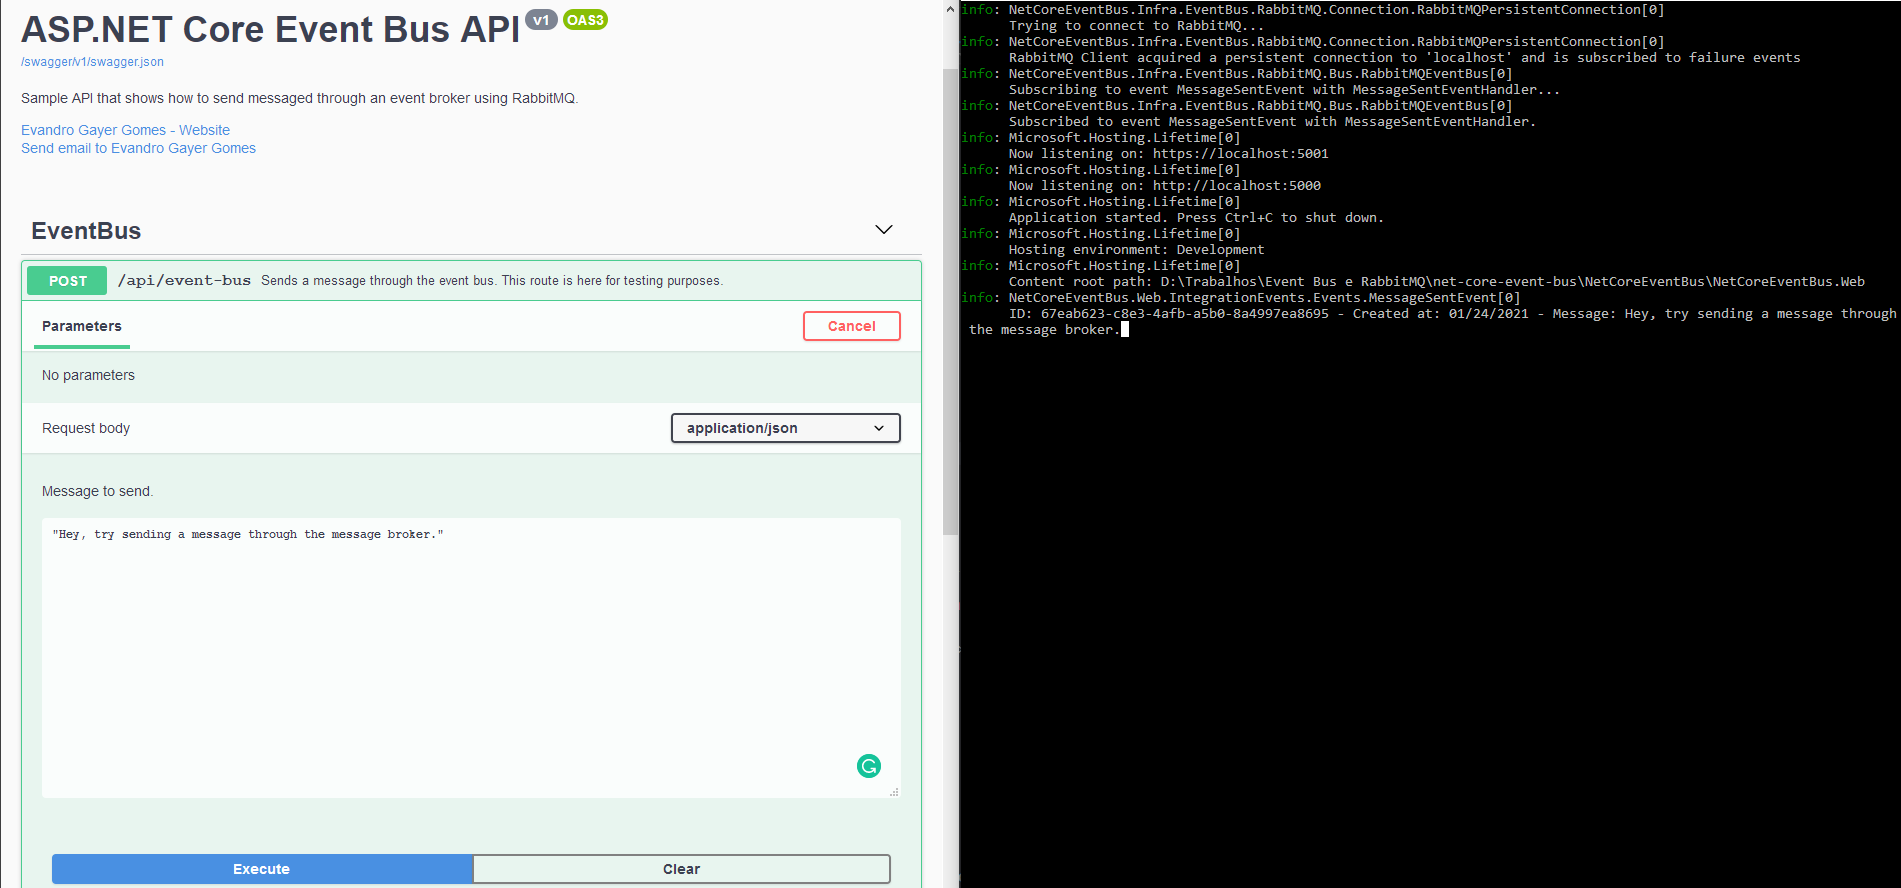 ASP.NET Core Event Bus API v1 OAS3
/swagger/v1/swagger.json
Sample API that shows how to send messaged through an event broker using RabbitMQ.
Evandro Gayer Gomes - Website
Send email to Evandro Gayer Gomes
EventBus
POST /api/event-bus Sends a message through the event bus. This route is here for testing purposes.
Parameters Cancel
No parameters
Request body application/json
Message to send.
"Hey, try sending a message through the message broker."
Execute Clear
info: NetCoreEventBus.Infra.EventBus.RabbitMQ.Connection.RabbitMQPersistentConnection[0]
Trying to connect to RabbitMQ...
info: NetCoreEventBus.Infra.EventBus.RabbitMQ.Connection.RabbitMQPersistentConnection[0]
RabbitMQ Client acquired a persistent connection to 'localhost' and is subscribed to failure events
info: NetCoreEventBus.Infra.EventBus.RabbitMQ.Bus.RabbitMQEventBus[0]
Subscribing to event MessageSentEvent with MessageSentEventHandler...
info: NetCoreEventBus.Infra.EventBus.RabbitMQ.Bus.RabbitMQEventBus[0]
Subscribed to event MessageSentEvent with MessageSentEventHandler.
info: Microsoft.Hosting.Lifetime[0]
Now listening on: https://localhost:5001
info: Microsoft.Hosting.Lifetime[0]
Now listening on: http://localhost:5000
info: Microsoft.Hosting.Lifetime[0]
Application started. Press Ctrl+C to shut down.
info: Microsoft.Hosting.Lifetime[0]
Hosting environment: Development
info: Microsoft.Hosting.Lifetime[0]
Content root path: D:\Trabalhos\Event Bus e RabbitMQ\net-core-event-bus\NetCoreEventBus\NetCoreEventBus.Web
info: NetCoreEventBus.Web.IntegrationEvents.Events.MessageSentEvent[0]
ID: 67eab623-c8e3-4afb-a5b0-8a4997ea8695 - Created at: 01/24/2021 - Message: Hey, try sending a message through
the message broker.